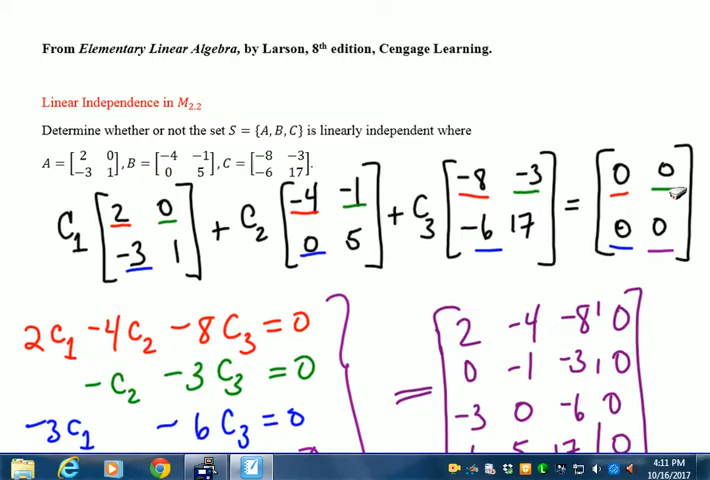 From Elementary Linear Algebra, by Larson, 8th edition, Cengage Learning.
Linear Independence in M2,2
Determine whether or not the set S = {A, B, C} is linearly independent where
A = [2 0; −3 1], B = [−4 −1; 0 5], C = [−8 −3; −6 17].
C1 [2 0; -3 1] + C2 [-4 -1; 0 5] + C3 [-8 -3; -6 17] = [0 0; 0 0]
2C1 -4C2 -8C3 = 0
-C2 -3C3 = 0
-3C1 -6C3 = 0
= [2 -4 -8 | 0
0 -1 -3 | 0
-3 0 -6 0
5 17 | 0
4:11 PM
10/16/2017